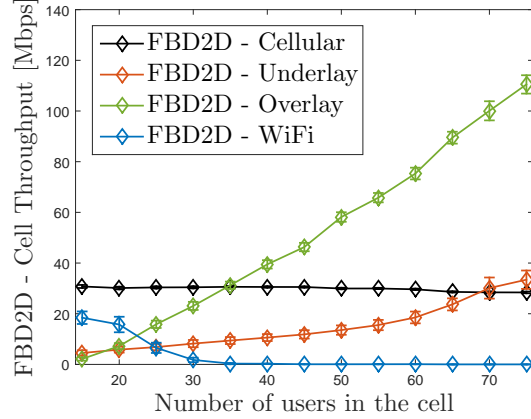 FBD2D - Cell Throughput [Mbps]
140
120
100
80
60
40
20
0
FBD2D - Cellular
FBD2D - Underlay
FBD2D - Overlay
FBD2D - WiFi
20 30 40 50 60 70
Number of users in the cell